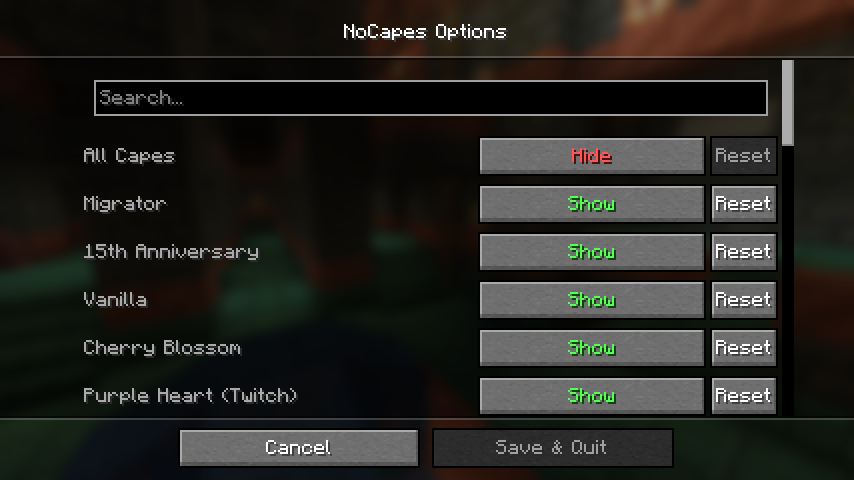 NoCapes Options
Search...
All Capes Hide Reset
Migrator Show Reset
15th Anniversary Show Reset
Vanilla Show Reset
Cherry Blossom Show Reset
Purple Heart (Twitch) Show Reset
Cancel Save & Quit